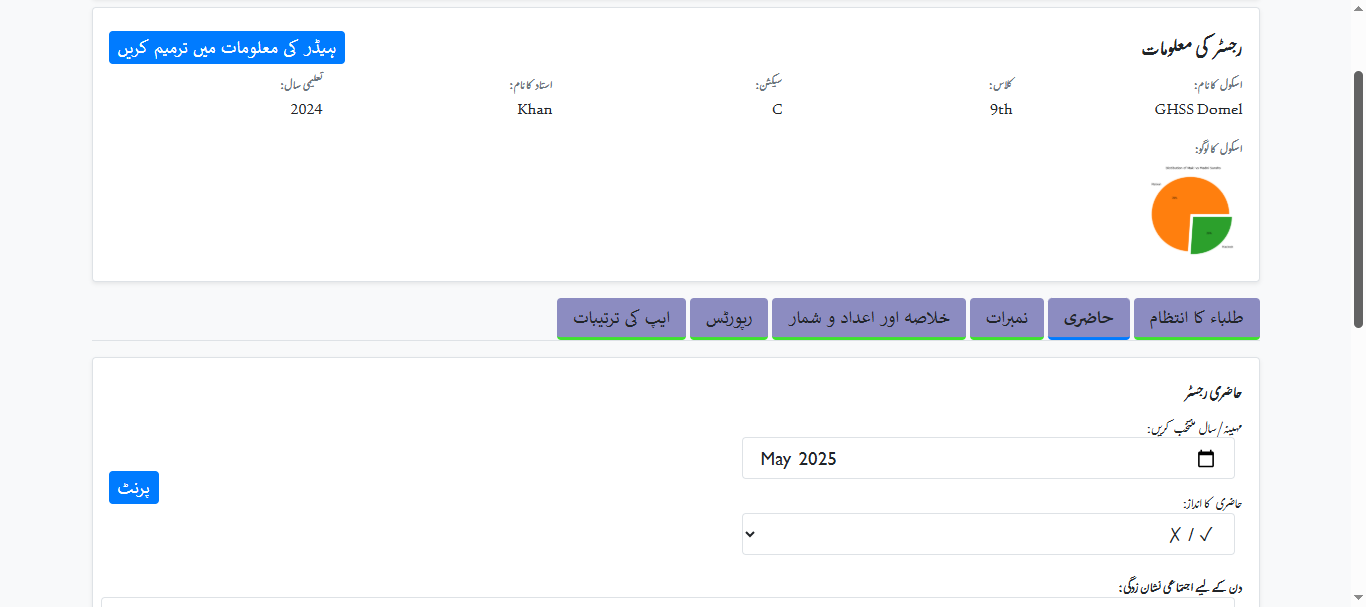 رجسٹر کی معلومات
ہیڈر کی معلومات میں ترمیم کریں
اسکول کا نام: کلاس: سیکشن: استاد کا نام: تعلیمی سال:
GHSS Domel 9th C Khan 2024
اسکول کا لوگو:
طلباء کا انتظام حاضری نمبرات خلاصہ اور اعداد و شمار رپورٹس ایپ کی ترتیبات
حاضری رجسٹر
مہینہ/سال منتخب کریں:
May 2025
پرنٹ
حاضری کا انداز:
✓ / ✗
دن کے لیے اجتماعی نشان زدگی: